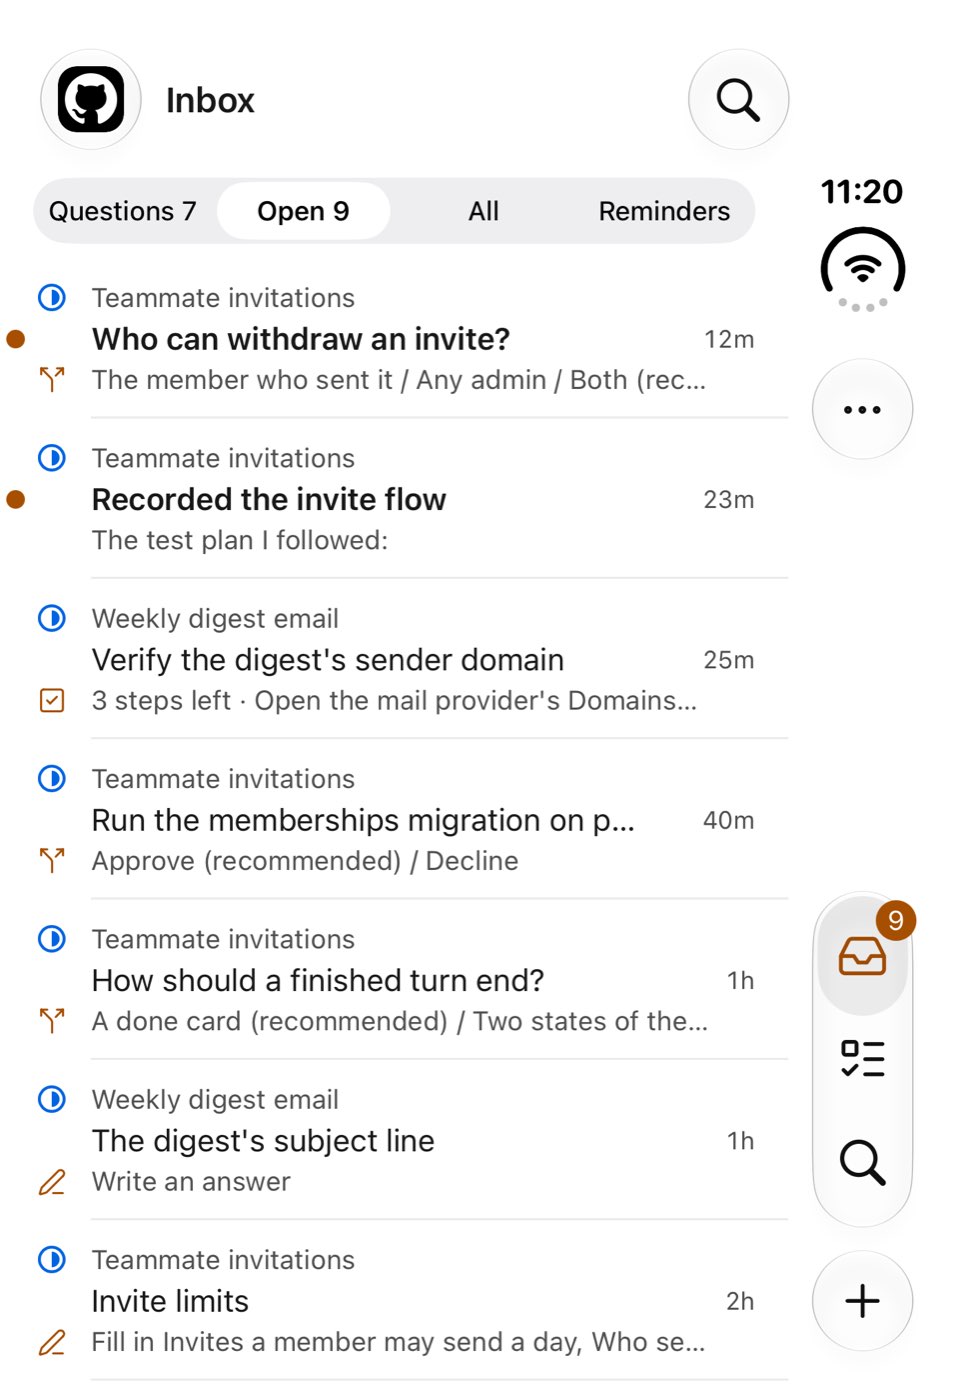 Inbox
Questions 7
Open 9
All
Reminders
11:20
Teammate invitations
Who can withdraw an invite?
12m
The member who sent it / Any admin / Both (rec...
Teammate invitations
Recorded the invite flow
23m
The test plan I followed:
Weekly digest email
Verify the digest's sender domain
25m
3 steps left · Open the mail provider's Domains...
Teammate invitations
Run the memberships migration on p...
40m
Approve (recommended) / Decline
9
Teammate invitations
How should a finished turn end?
1h
A done card (recommended) / Two states of the...
Weekly digest email
The digest's subject line
1h
Write an answer
Teammate invitations
Invite limits
2h
Fill in Invites a member may send a day, Who se...